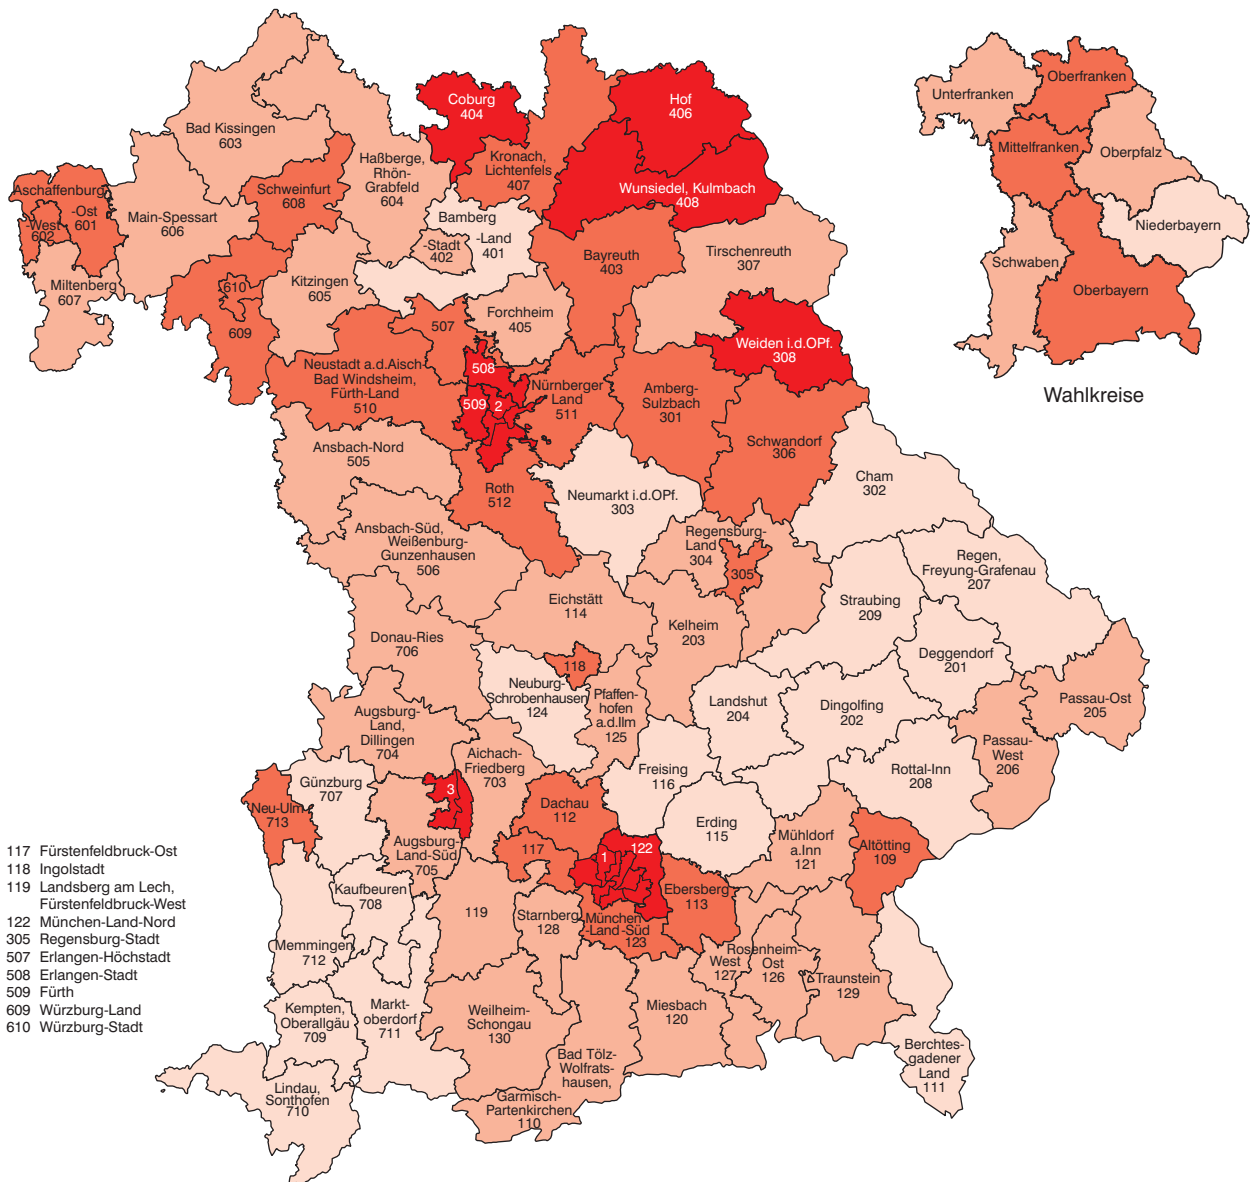 Coburg
404
Hof
406
Bad Kissingen
603
Haßberge,
Rhön-
Grabfeld
604
Kronach,
Lichtenfels
407
Wunsiedel, Kulmbach
408
Aschaffenburg
-Ost
601
-West
602
Schweinfurt
608
Main-Spessart
606
Bamberg
-Land
401
-Stadt
402
Bayreuth
403
Tirschenreuth
307
Miltenberg
607
610
609
Kitzingen
605
Forchheim
405
507
508
509
2
Weiden i.d.OPf.
308
Neustadt a.d.Aisch-
Bad Windsheim,
Fürth-Land
510
Nürnberger
Land
511
Amberg-
Sulzbach
301
Schwandorf
306
Ansbach-Nord
505
Roth
512
Neumarkt i.d.OPf.
303
Cham
302
Ansbach-Süd,
Weißenburg-
Gunzenhausen
506
Regensburg-
Land
304
305
Regen,
Freyung-Grafenau
207
Eichstätt
114
Kelheim
203
Straubing
209
Donau-Ries
706
Deggendorf
201
118
Neuburg-
Schrobenhausen
124
Pfaffen-
hofen
a.d.Ilm
125
Landshut
204
Dingolfing
202
Passau-Ost
205
Passau-
West
206
Augsburg-
Land,
Dillingen
704
Aichach-
Friedberg
703
Freising
116
Rottal-Inn
208
Günzburg
707
3
Neu-Ulm
713
Dachau
112
Erding
115
Mühldorf
a.Inn
121
Altötting
109
Augsburg-
Land-Süd
705
117
1
122
Ebersberg
113
Kaufbeuren
708
119
Starnberg
128
München
-Land-Süd
123
Memmingen
712
Rosenheim-
West
127
Ost
126
Traunstein
129
Kempten,
Oberallgäu
709
Markt-
oberdorf
711
Weilheim-
Schongau
130
Miesbach
120
Berchtes-
gadener
Land
111
Lindau,
Sonthofen
710
Bad Tölz-
Wolfrats-
hausen,
Garmisch-
Partenkirchen
110
117 Fürstenfeldbruck-Ost
118 Ingolstadt
119 Landsberg am Lech,
Fürstenfeldbruck-West
122 München-Land-Nord
305 Regensburg-Stadt
507 Erlangen-Höchstadt
508 Erlangen-Stadt
509 Fürth
609 Würzburg-Land
610 Würzburg-Stadt
Oberfranken
Unterfranken
Mittelfranken
Oberpfalz
Niederbayern
Schwaben
Oberbayern
Wahlkreise